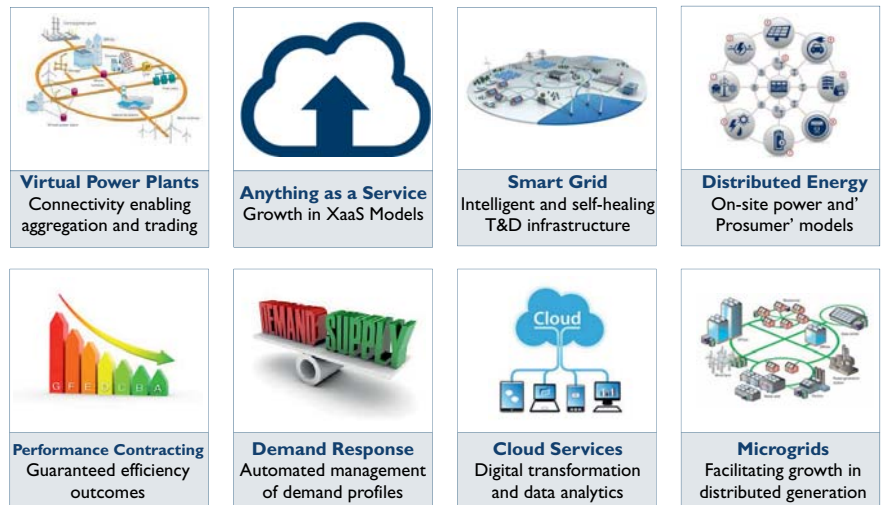 Virtual Power Plants
Connectivity enabling
aggregation and trading
Anything as a Service
Growth in XaaS Models
Smart Grid
Intelligent and self-healing
T&D infrastructure
Distributed Energy
On-site power and’
Prosumer’ models
G F E D C B A
Performance Contracting
Guaranteed efficiency
outcomes
DEMAND SUPPLY
Demand Response
Automated management
of demand profiles
Cloud
Cloud Services
Digital transformation
and data analytics
Microgrids
Facilitating growth in
distributed generation